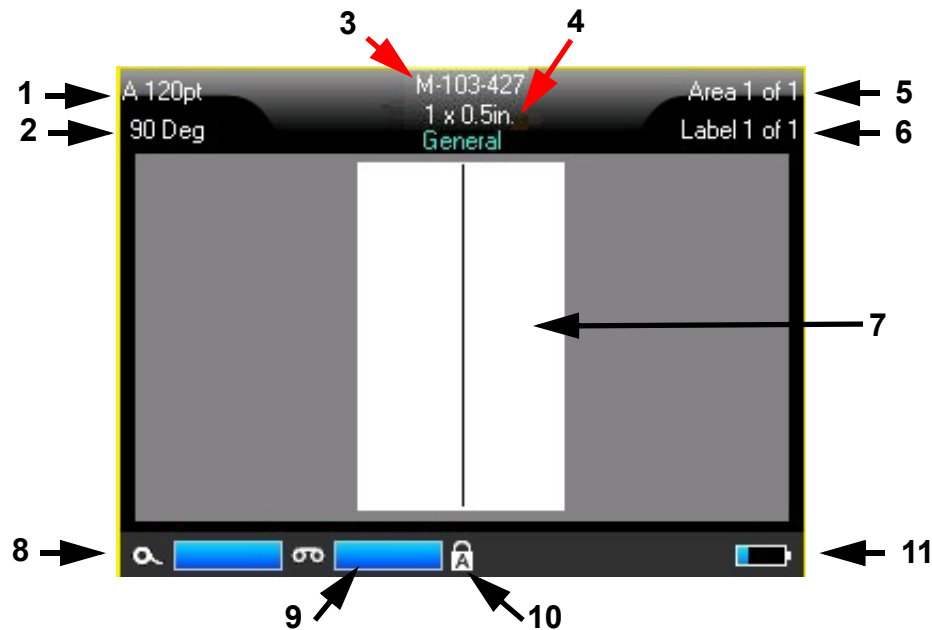 3 4
1 A 120pt M-103-427 Area 1 of 1 5
1 x 0.5in.
2 90 Deg General Label 1 of 1 6
7
8 A 11
9 10